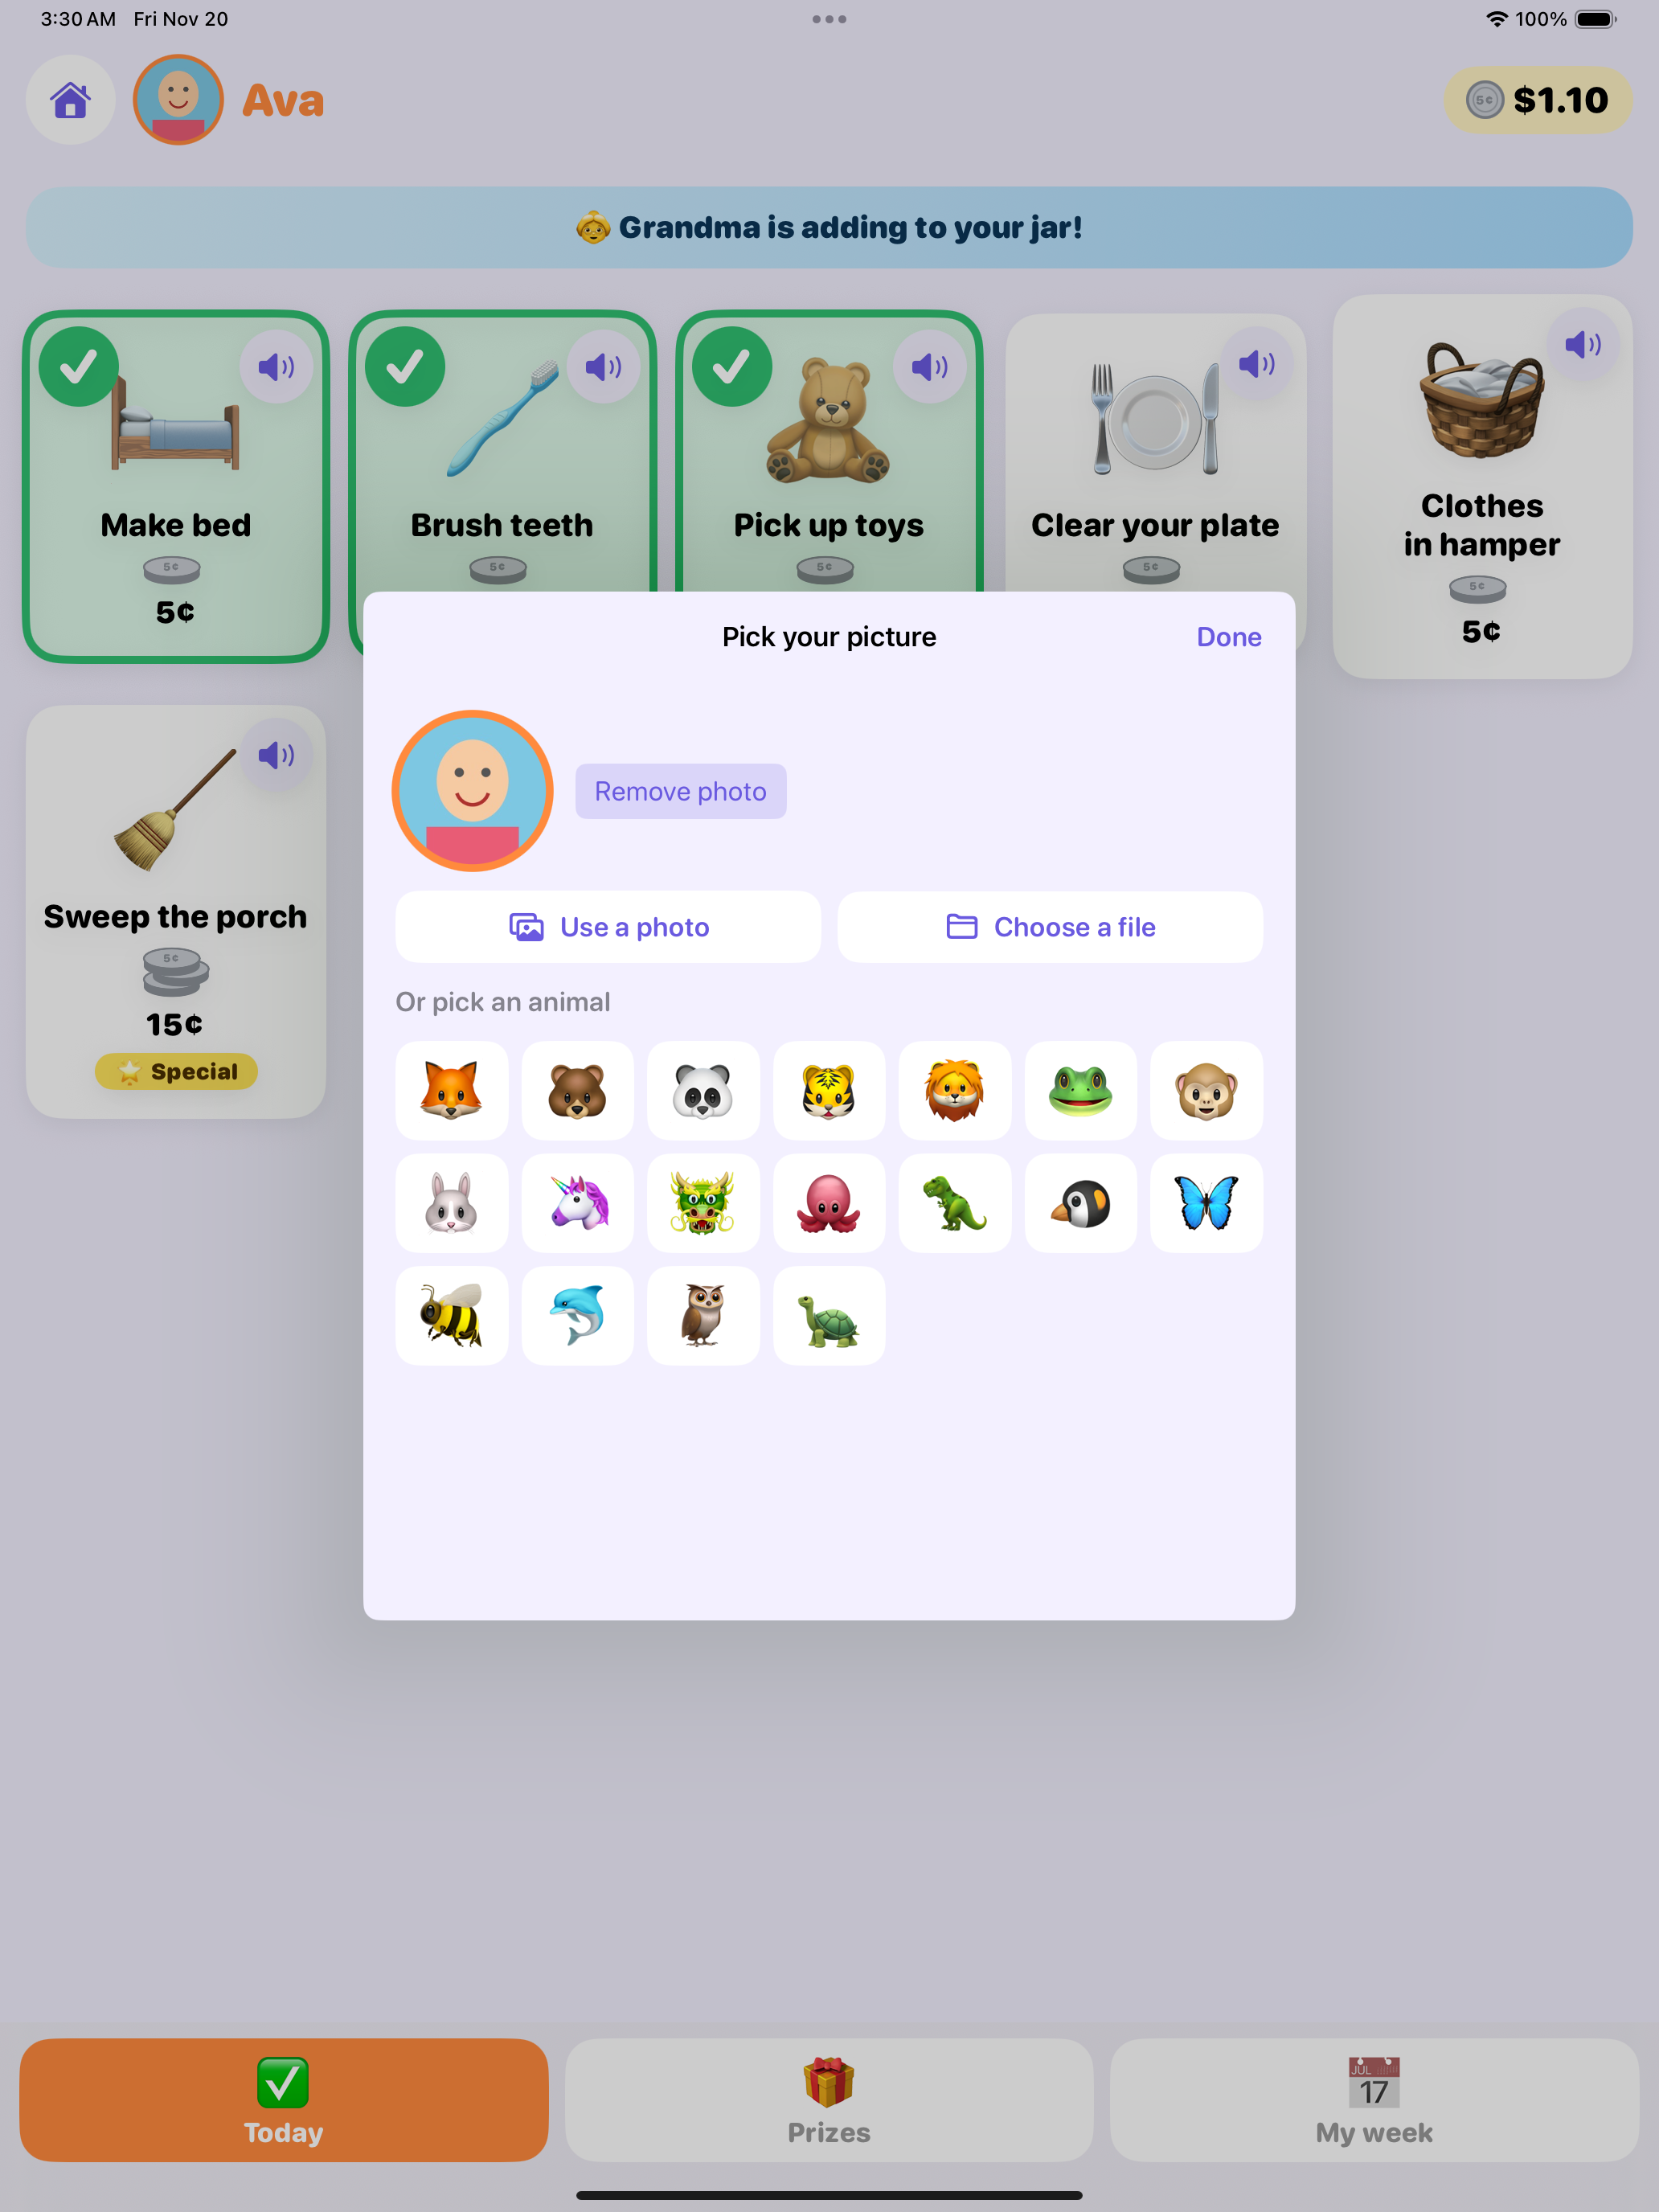 3:30 AM Fri Nov 20
100%
Ava
5¢ $1.10
Grandma is adding to your jar!
Make bed
5¢
5¢
Brush teeth
5¢
Pick up toys
5¢
Clear your plate
5¢
Clothes
in hamper
5¢
5¢
Sweep the porch
5¢
15¢
Special
Pick your picture
Done
Remove photo
Use a photo
Choose a file
Or pick an animal
Today
Prizes
JUL
17
My week